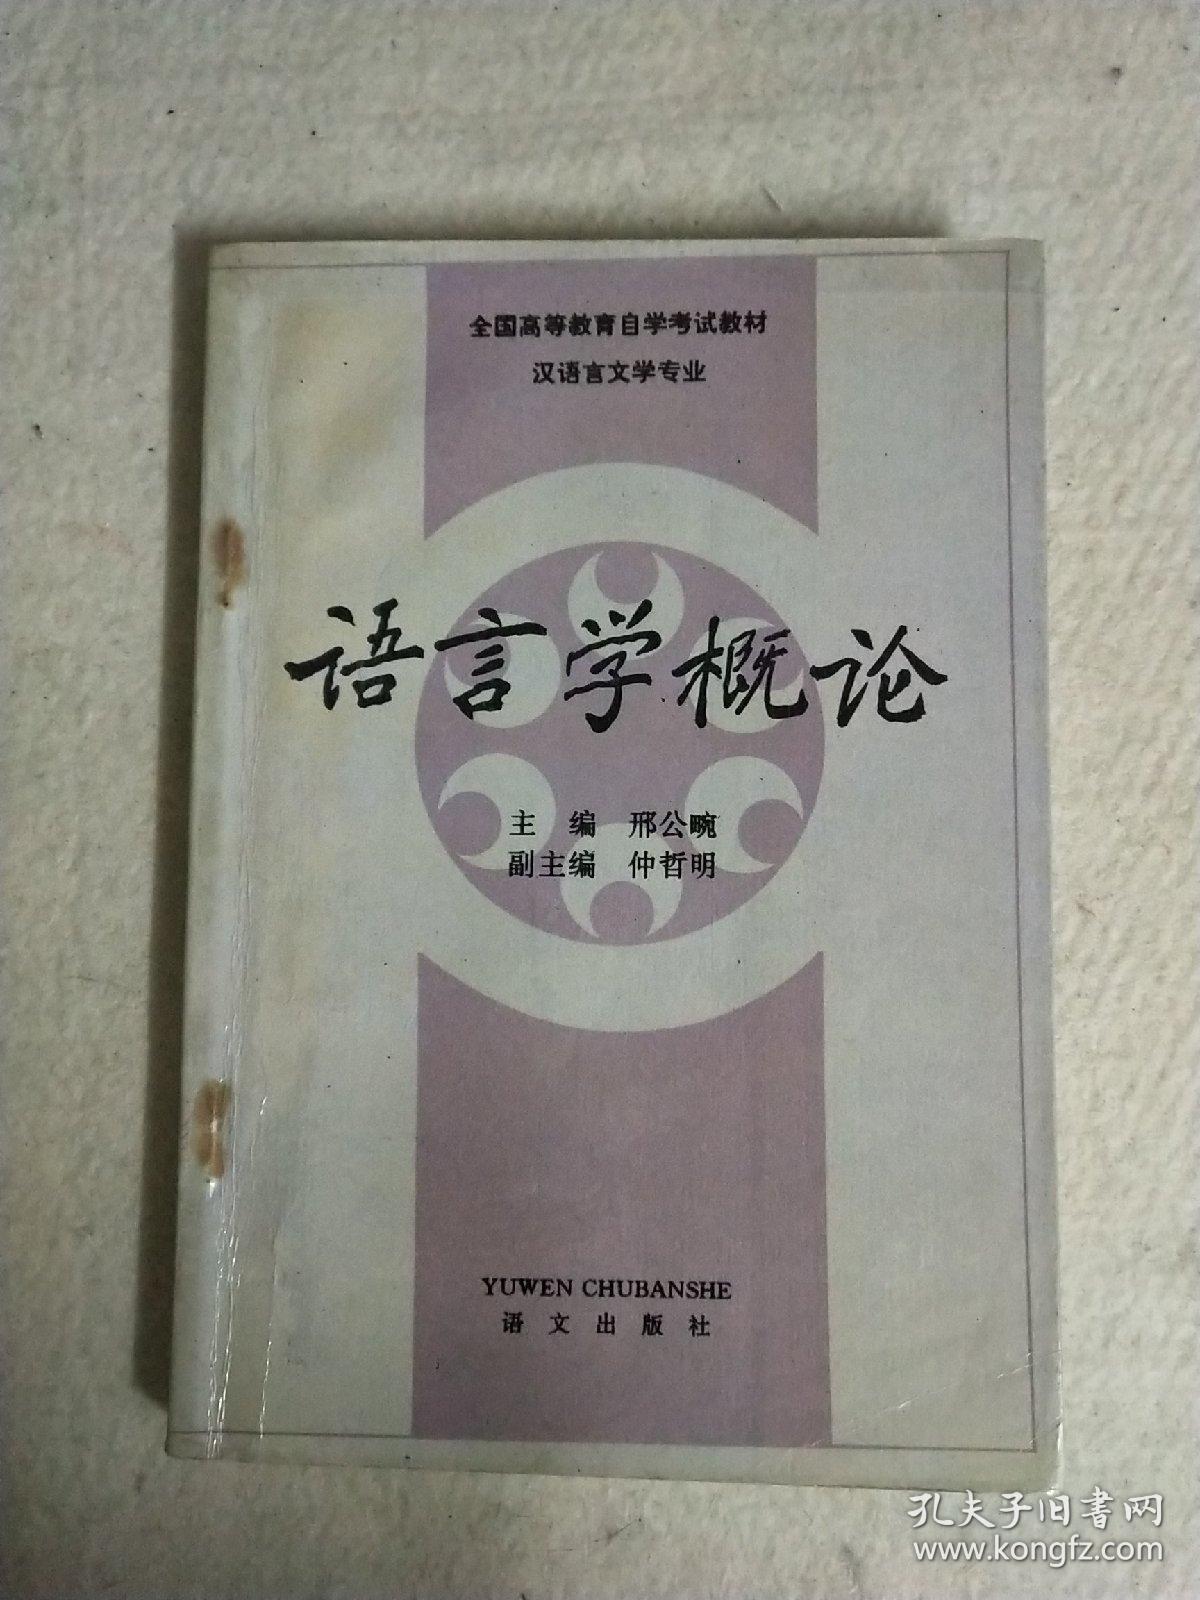 全国高等教育自学考试教材
汉语言文学专业
语言学概论
主 编 邢公畹
副主编 仲哲明
YUWEN CHUBANSHE
语文出版社
孔夫子旧书网
www.kongfz.com